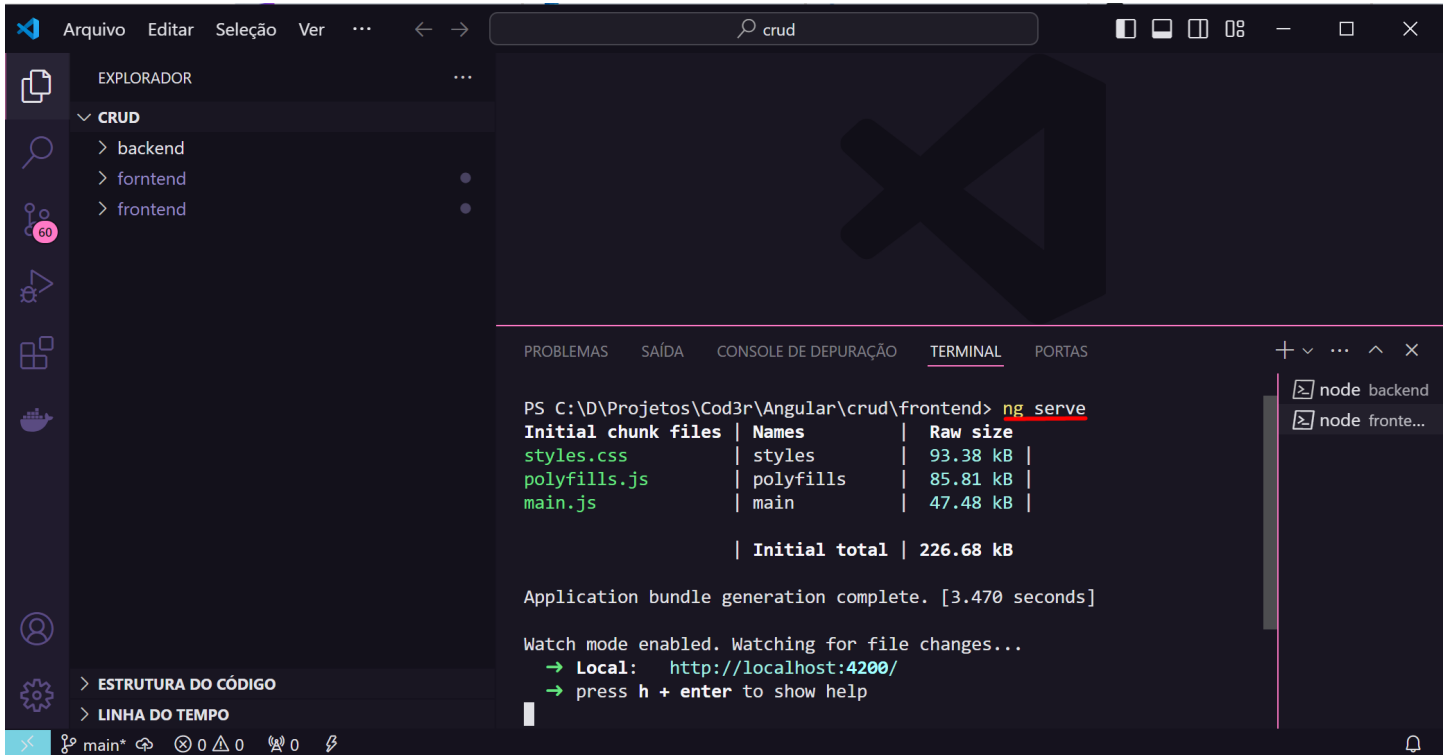 Arquivo Editar Seleção Ver ··· crud
EXPLORADOR ···
CRUD
backend
forntend
frontend
60
PROBLEMAS SAÍDA CONSOLE DE DEPURAÇÃO TERMINAL PORTAS
node backend
node fronte...
PS C:\D\Projetos\Cod3r\Angular\crud\frontend> ng serve
Initial chunk files | Names | Raw size
styles.css | styles | 93.38 kB |
polyfills.js | polyfills | 85.81 kB |
main.js | main | 47.48 kB |
| Initial total | 226.68 kB
Application bundle generation complete. [3.470 seconds]
Watch mode enabled. Watching for file changes...
➜ Local: http://localhost:4200/
➜ press h + enter to show help
ESTRUTURA DO CÓDIGO
LINHA DO TEMPO
main* 0 0 0